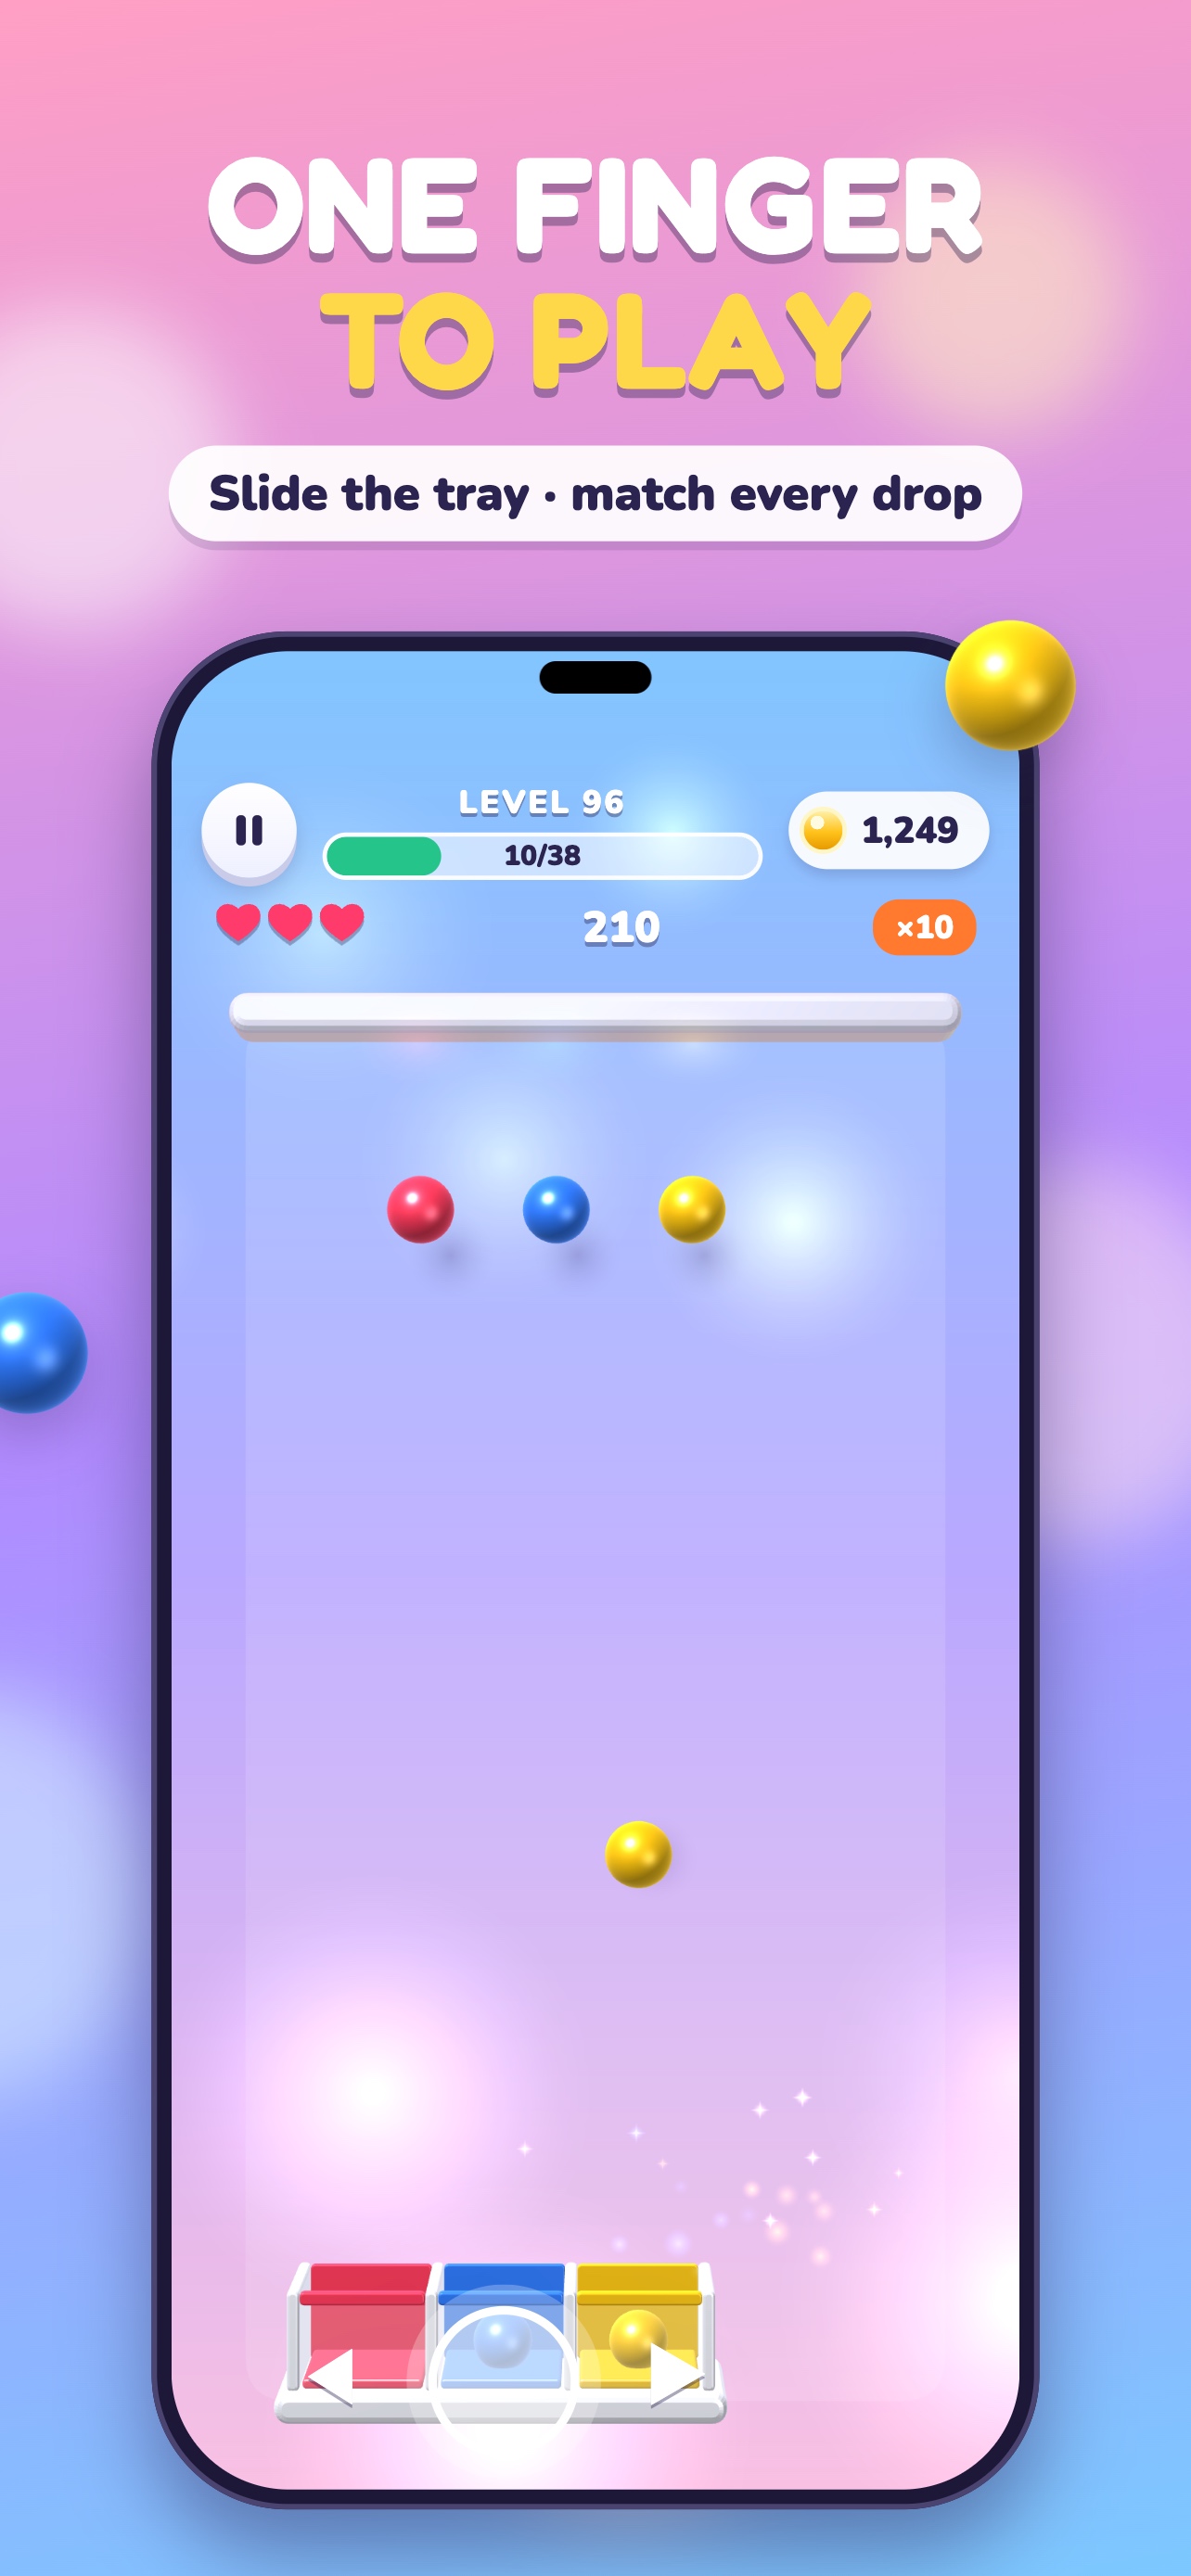 ONE FINGER
TO PLAY
Slide the tray · match every drop
LEVEL 96
10/38
1,249
210
×10